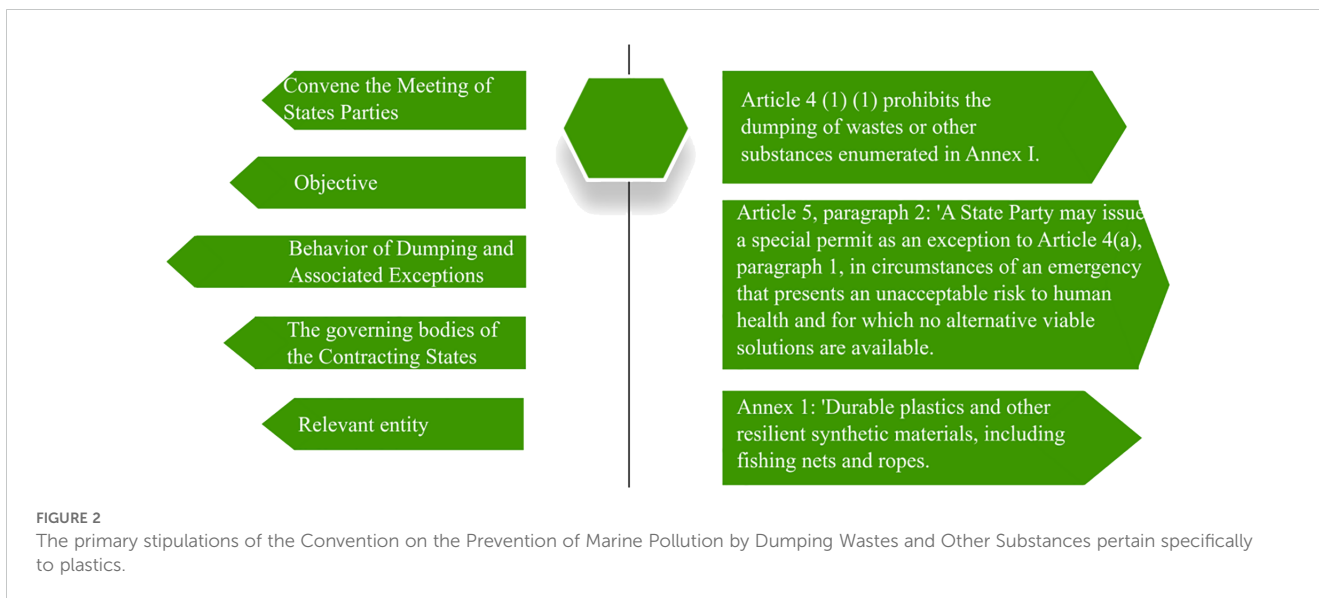 Convene the Meeting of
States Parties
Objective
Behavior of Dumping and
Associated Exceptions
The governing bodies of
the Contracting States
Relevant entity
Article 4 (1) (1) prohibits the
dumping of wastes or other
substances enumerated in Annex I.
Article 5, paragraph 2: 'A State Party may issue
a special permit as an exception to Article 4(a),
paragraph 1, in circumstances of an emergency
that presents an unacceptable risk to human
health and for which no alternative viable
solutions are available.
Annex 1: 'Durable plastics and other
resilient synthetic materials, including
fishing nets and ropes.
FIGURE 2
The primary stipulations of the Convention on the Prevention of Marine Pollution by Dumping Wastes and Other Substances pertain specifically
to plastics.